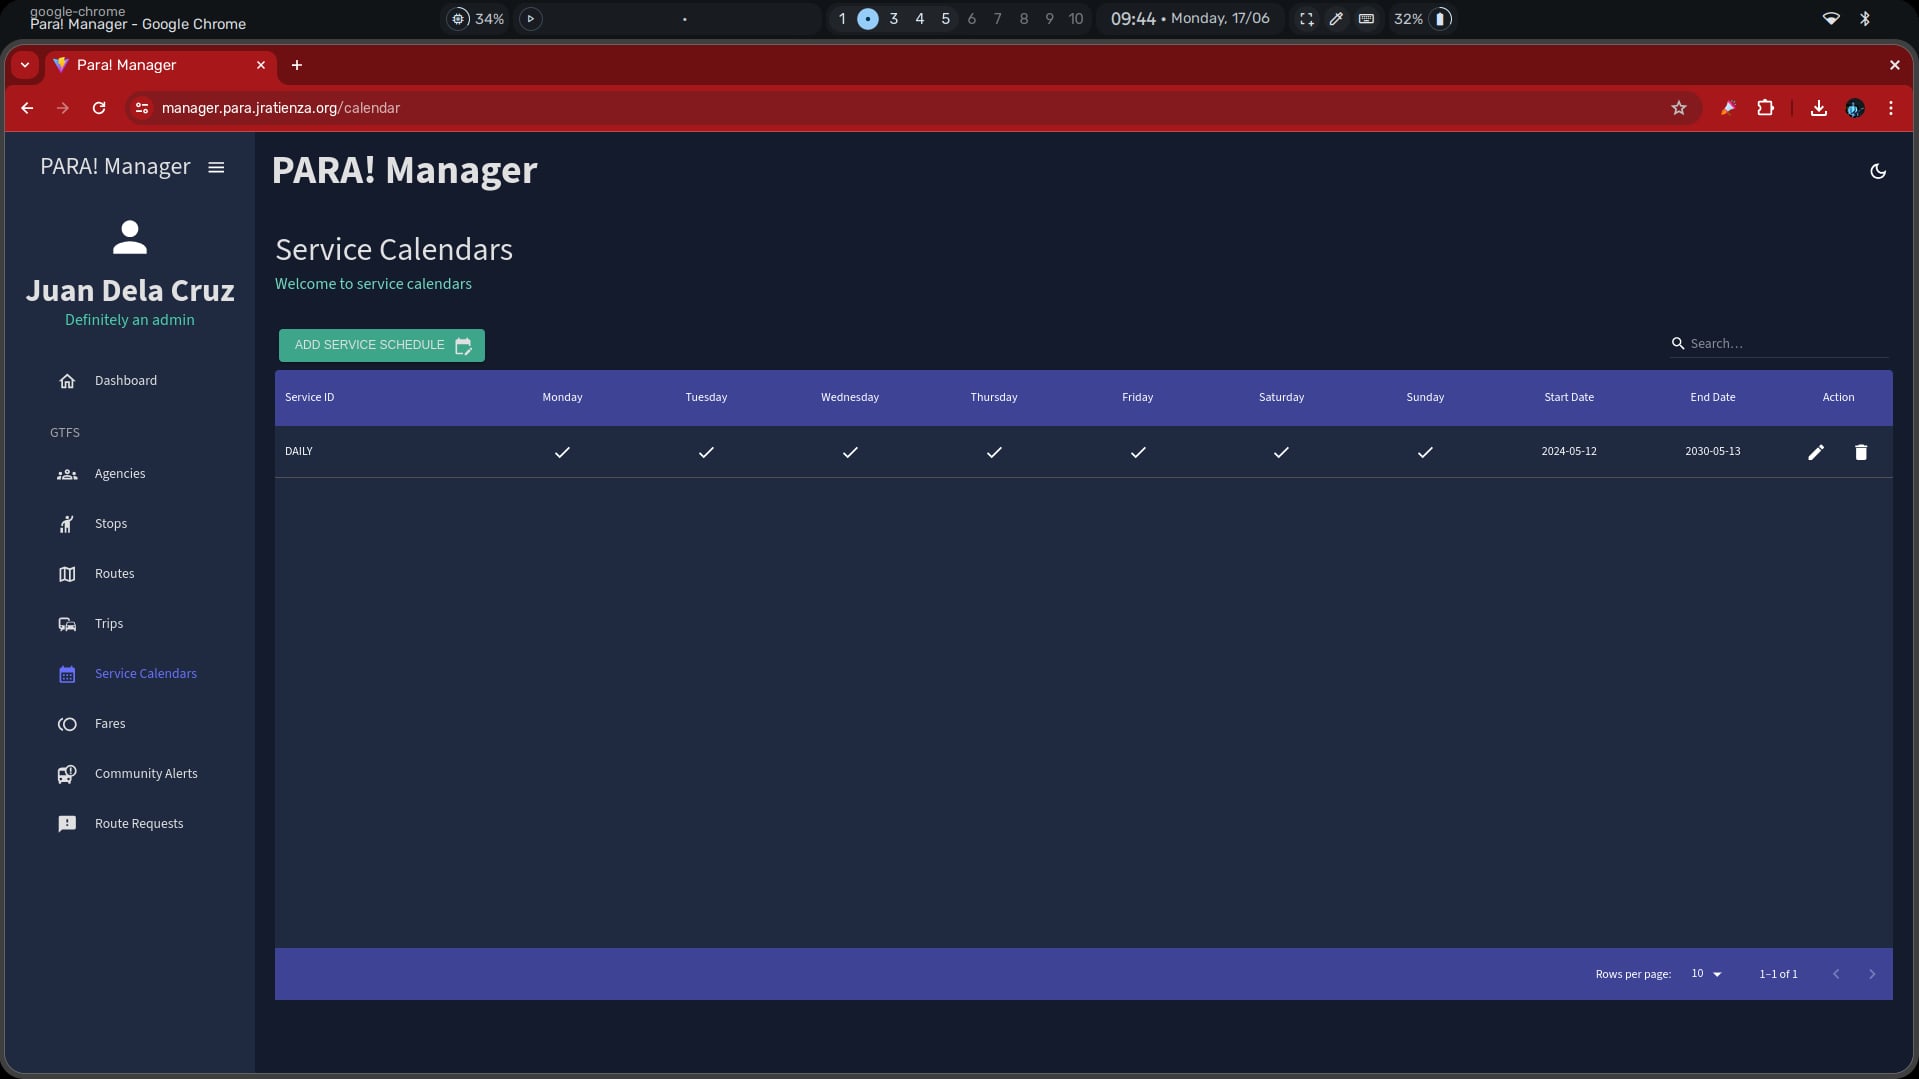 google-chrome
Para! Manager - Google Chrome
34%
1 3 4 5 6 7 8 9 10
09:44 • Monday, 17/06
32%
Para! Manager
manager.para.jratienza.org/calendar
PARA! Manager
Juan Dela Cruz
Definitely an admin
Dashboard
GTFS
Agencies
Stops
Routes
Trips
Service Calendars
Fares
Community Alerts
Route Requests
PARA! Manager
Service Calendars
Welcome to service calendars
ADD SERVICE SCHEDULE
Search…
Service ID Monday Tuesday Wednesday Thursday Friday Saturday Sunday Start Date End Date Action
DAILY 2024-05-12 2030-05-13
Rows per page: 10 1–1 of 1